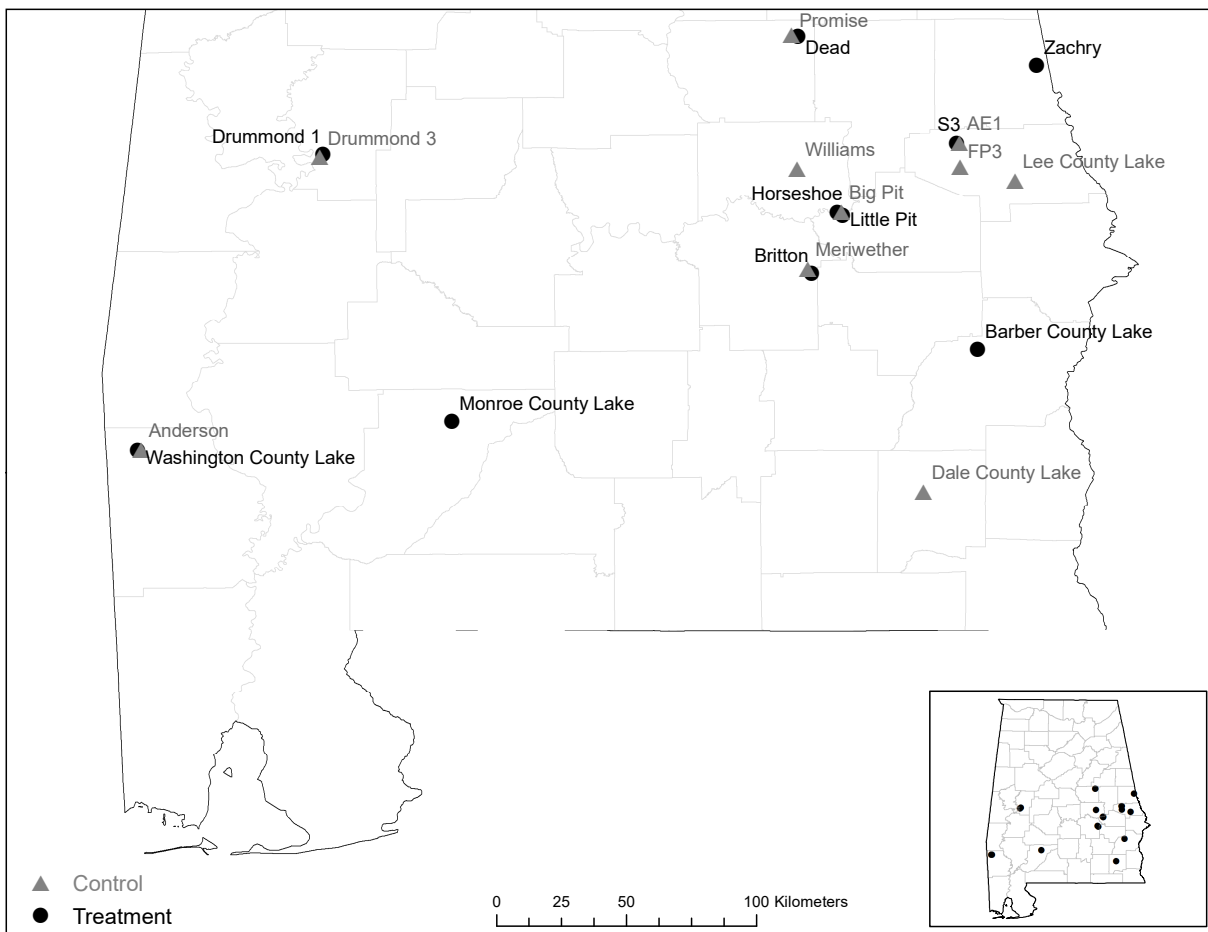 Promise
Dead
Zachry
Drummond 1
Drummond 3
S3
AE1
FP3
Williams
Lee County Lake
Horseshoe
Big Pit
Little Pit
Britton
Meriwether
Barber County Lake
Monroe County Lake
Anderson
Washington County Lake
Dale County Lake
Control
Treatment
0 25 50 100 Kilometers